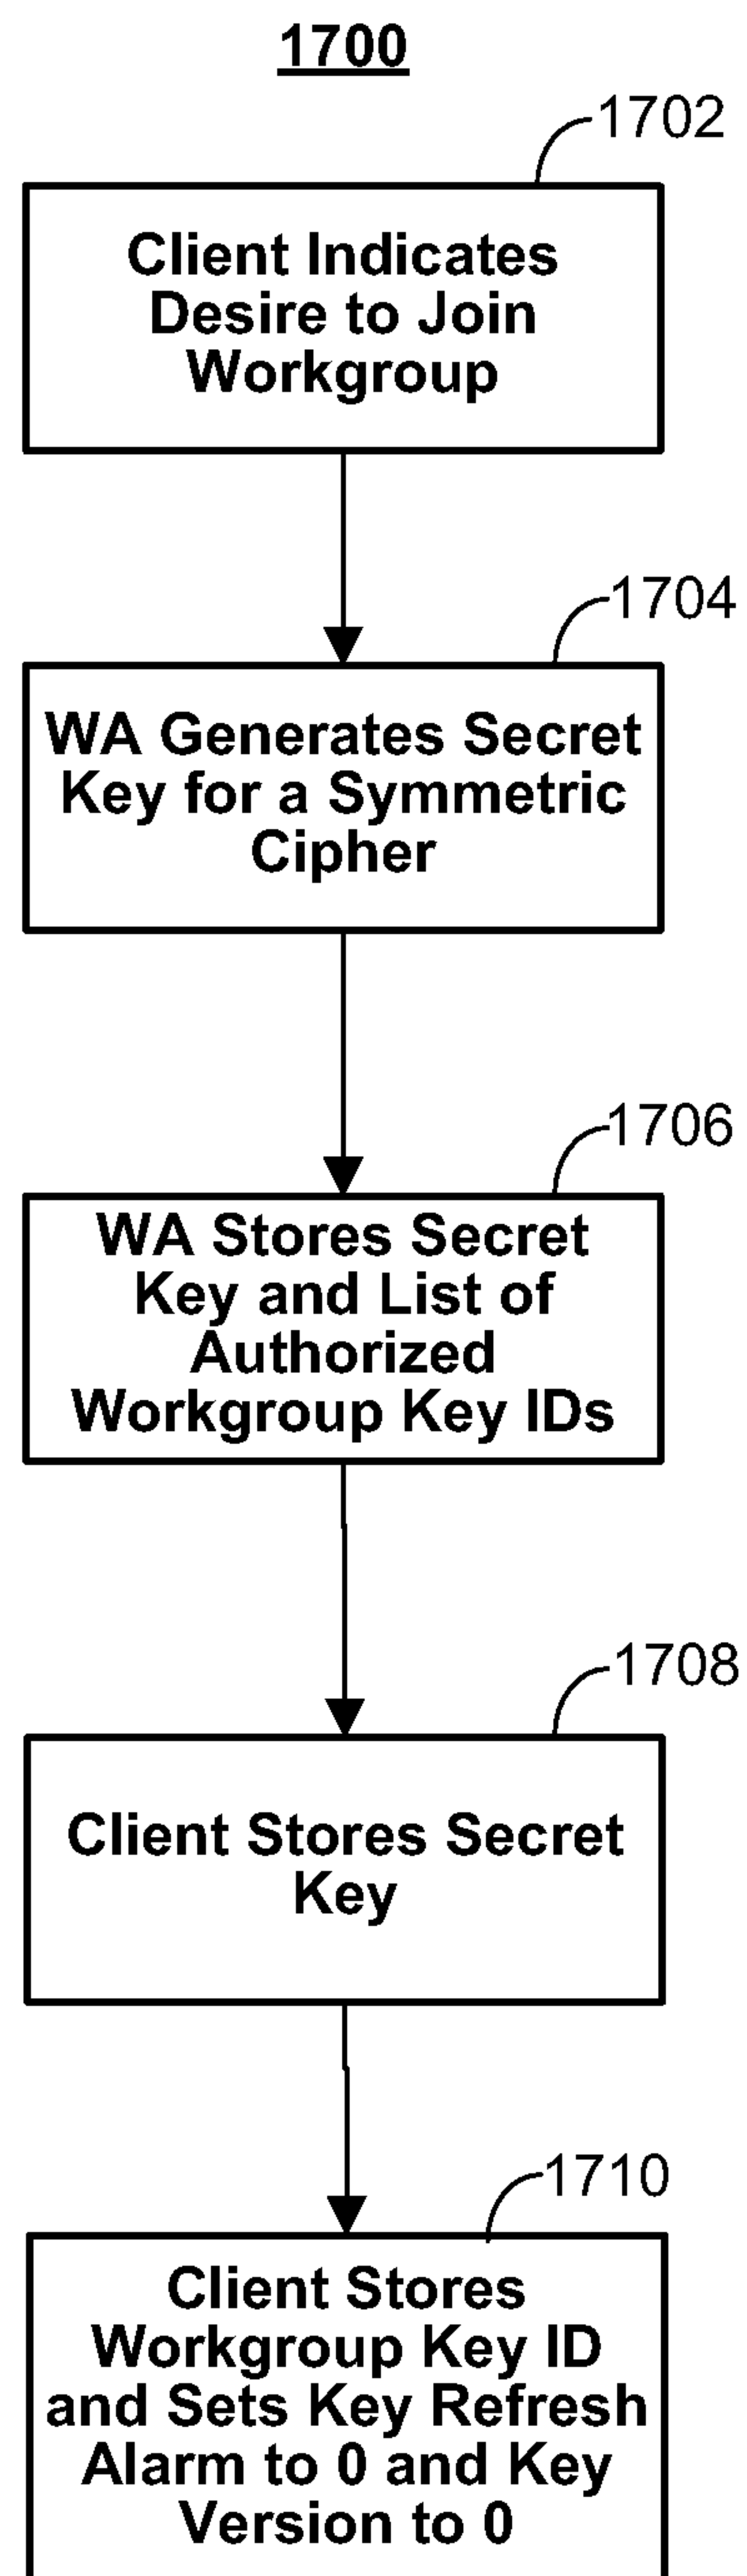 1700
1702
Client Indicates
Desire to Join
Workgroup
1704
WA Generates Secret
Key for a Symmetric
Cipher
1706
WA Stores Secret
Key and List of
Authorized
Workgroup Key IDs
1708
Client Stores Secret
Key
1710
Client Stores
Workgroup Key ID
and Sets Key Refresh
Alarm to 0 and Key
Version to 0